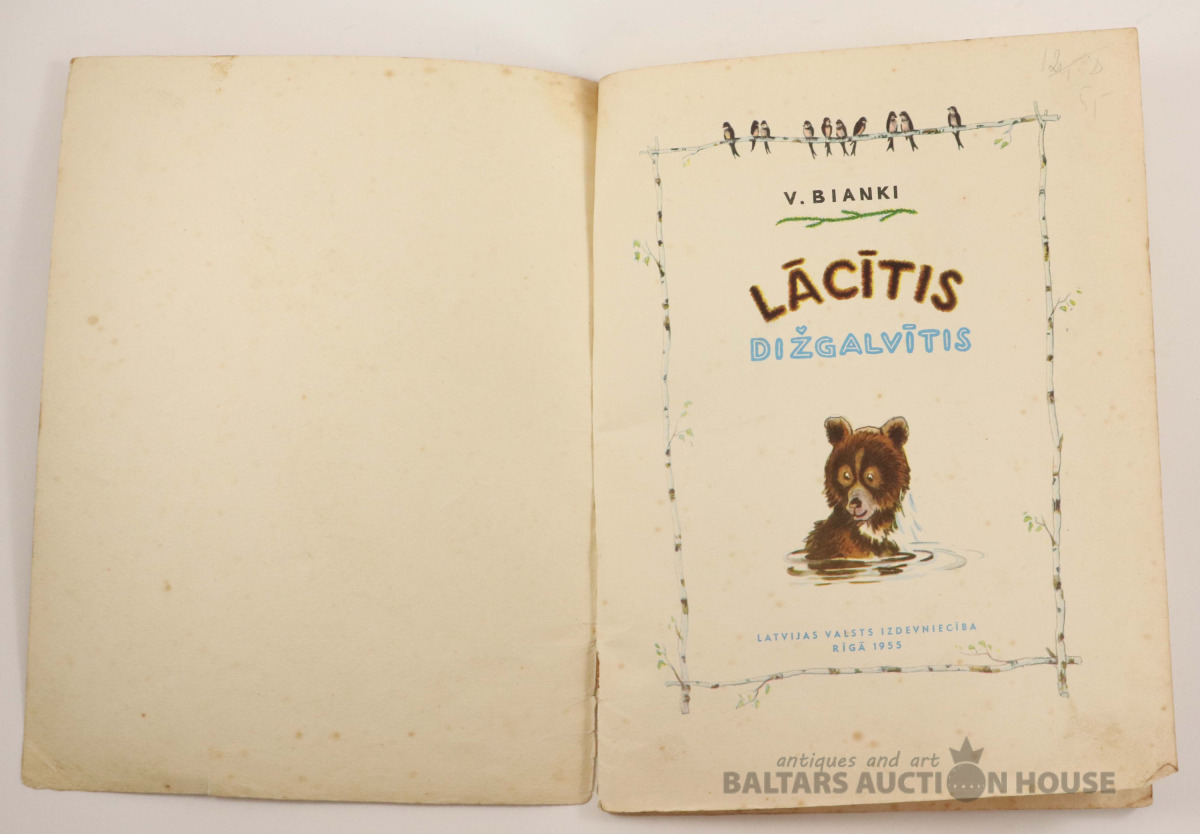 V. BIANKI
LĀCĪTIS
DIŽGALVĪTIS
LATVIJAS VALSTS IZDEVNIECĪBA
RĪGĀ 1955
antiques and art
BALTARS AUCTION HOUSE